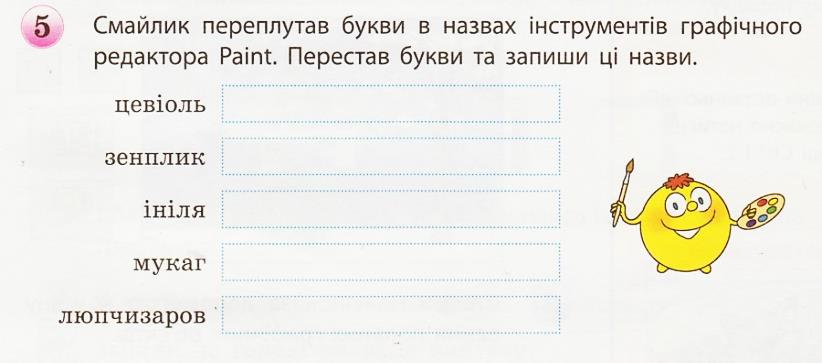 5
Смайлик переплутав букви в назвах інструментів графічного
редактора Paint. Перестав букви та запиши ці назви.
цевіоль
зенплик
ініля
мукаг
люпчизаров